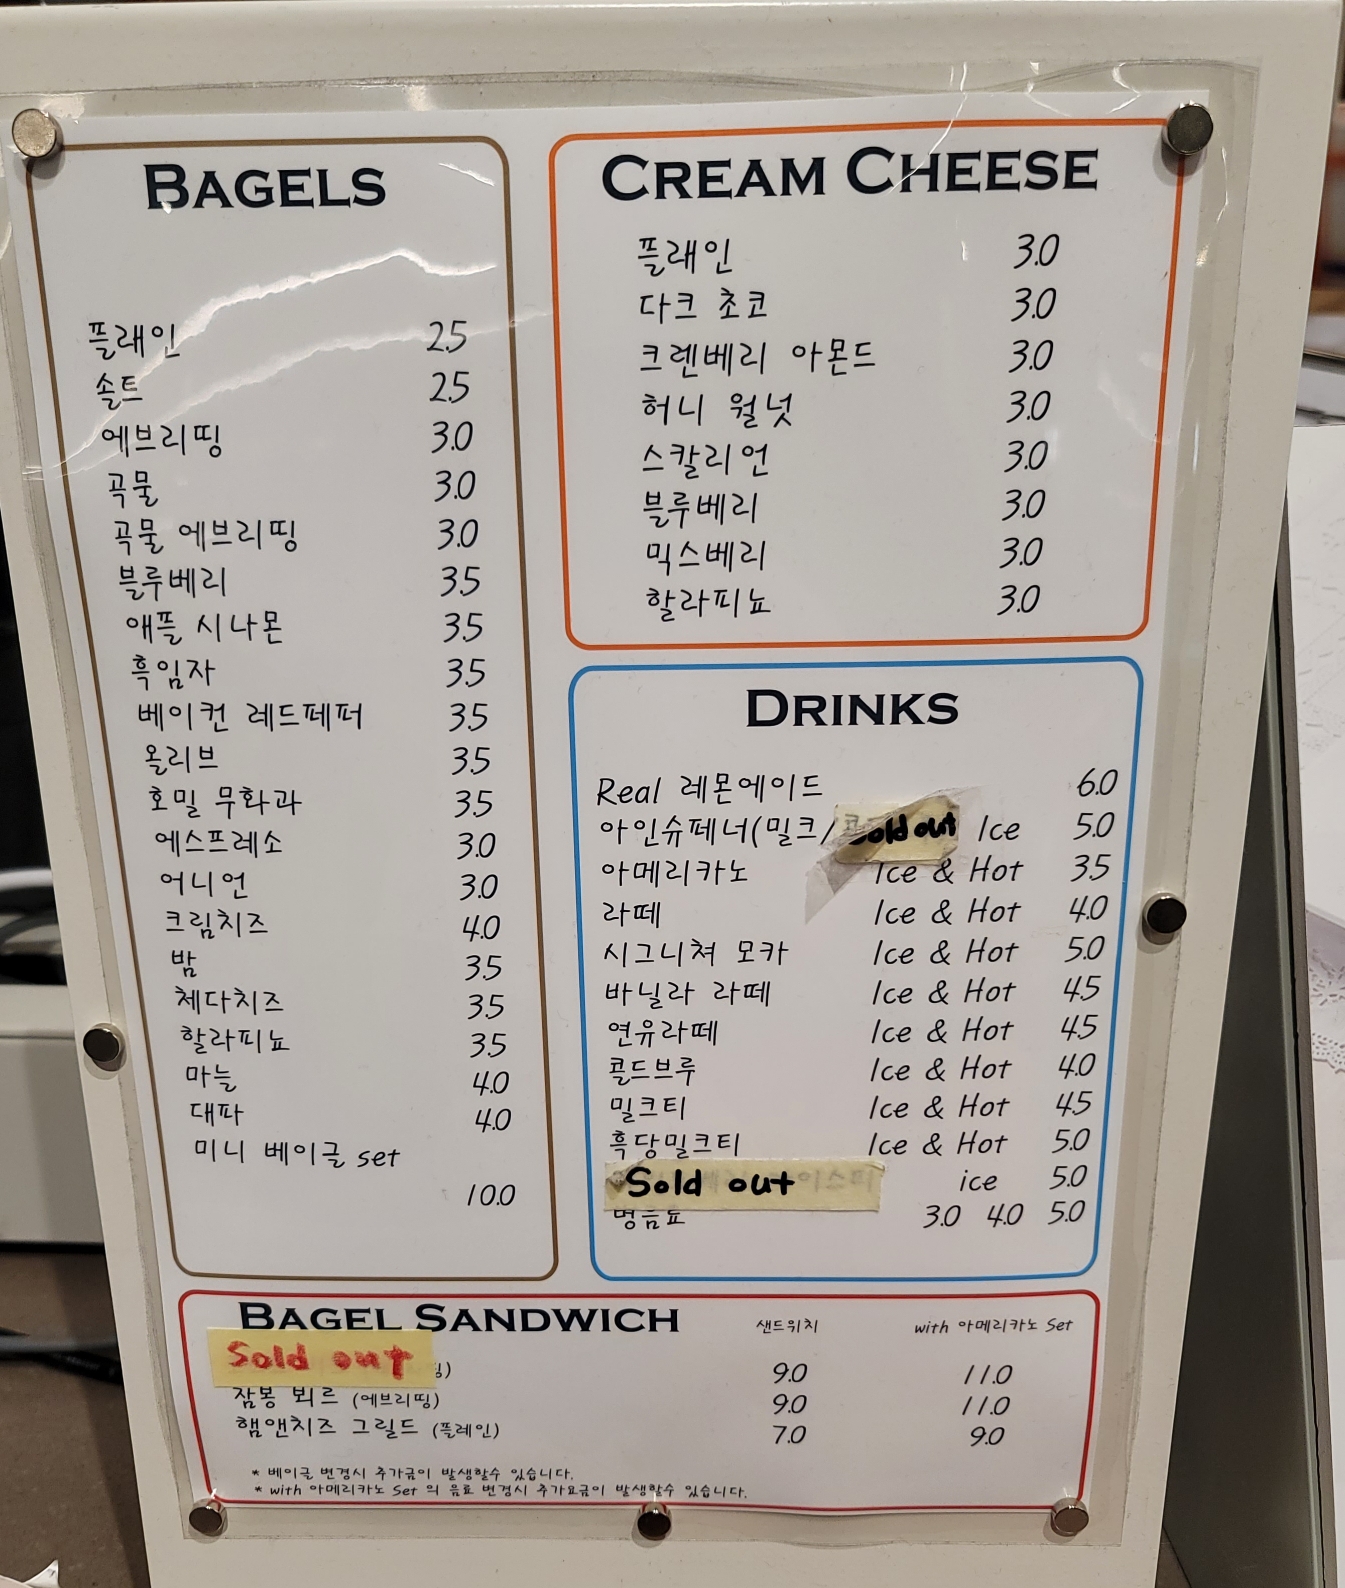 BAGELS
플래인 2.5
솔트 2.5
에브리띵 3.0
곡물 3.0
곡물 에브리띵 3.0
블루베리 3.5
애플 시나몬 3.5
흑임자 3.5
베이컨 레드페퍼 3.5
올리브 3.5
호밀 무화과 3.5
에스프레소 3.0
어니언 3.0
크림치즈 4.0
밤 3.5
체다치즈 3.5
할라피뇨 3.5
마늘 4.0
대파 4.0
미니 베이글 set
10.0
CREAM CHEESE
플래인 3.0
다크 초코 3.0
크렌베리 아몬드 3.0
허니 월넛 3.0
스칼리언 3.0
블루베리 3.0
믹스베리 3.0
할라피뇨 3.0
DRINKS
Real 레몬에이드 6.0
아인슈페너(밀크/ Sold out Ice 5.0
아메리카노 Ice & Hot 3.5
라떼 Ice & Hot 4.0
시그니쳐 모카 Ice & Hot 5.0
바닐라 라떼 Ice & Hot 4.5
연유라떼 Ice & Hot 4.5
콜드브루 Ice & Hot 4.0
밀크티 Ice & Hot 4.5
흑당밀크티 Ice & Hot 5.0
Sold out ice 5.0
병음료 3.0 4.0 5.0
BAGEL SANDWICH 샌드위치 with 아메리카노 Set
Sold out 9.0 11.0
잠봉 뵈르 (에브리띵) 9.0 11.0
햄앤치즈 그릴드 (플레인) 7.0 9.0
* 베이글 변경시 추가금이 발생할수 있습니다.
* with 아메리카노 Set 의 음료 변경시 추가요금이 발생할수 있습니다.